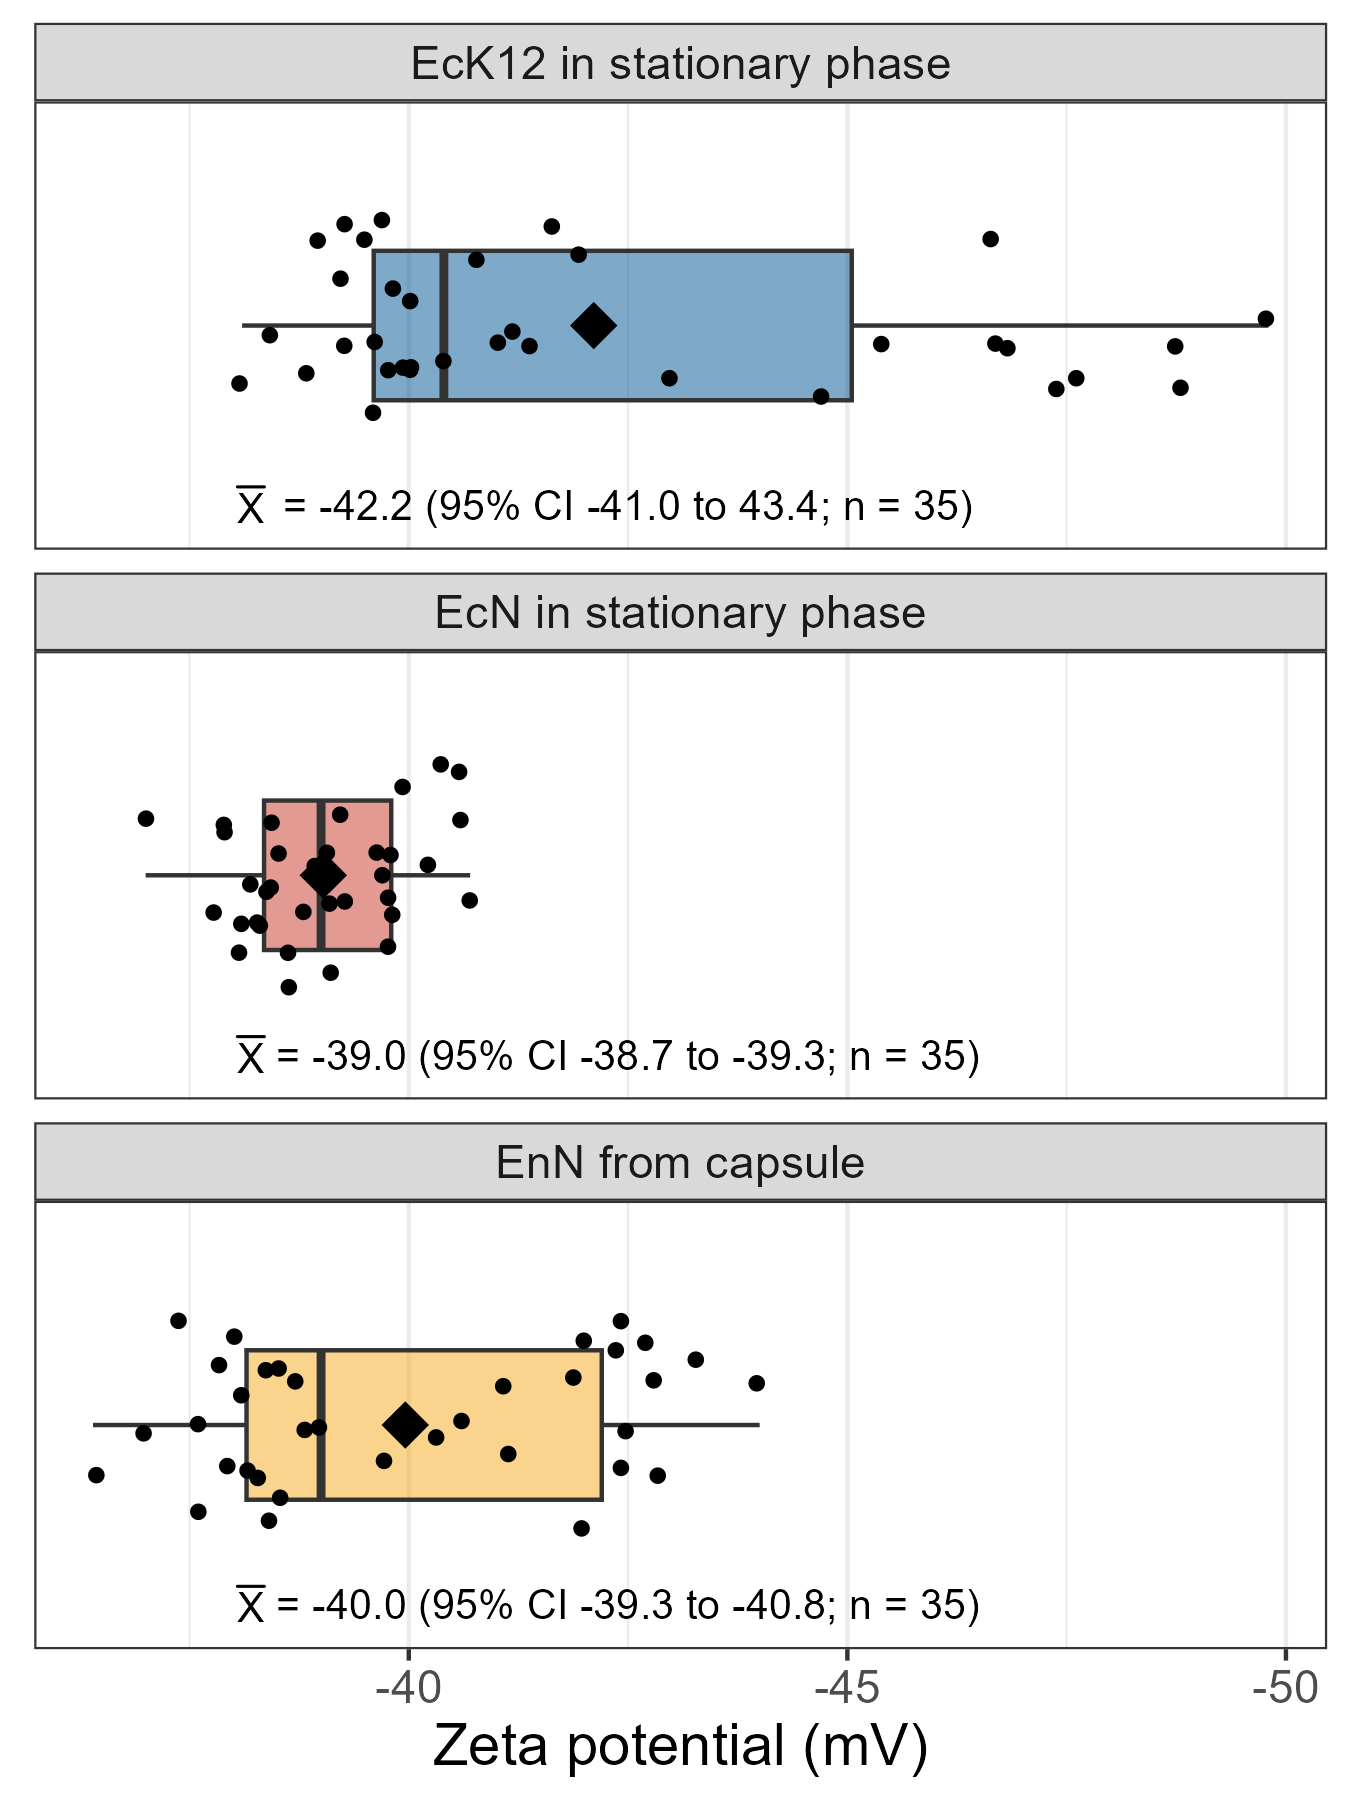 EcK12 in stationary phase
X̅ = -42.2 (95% CI -41.0 to 43.4; n = 35)
EcN in stationary phase
X̅ = -39.0 (95% CI -38.7 to -39.3; n = 35)
EnN from capsule
X̅ = -40.0 (95% CI -39.3 to -40.8; n = 35)
-40 -45 -50
Zeta potential (mV)